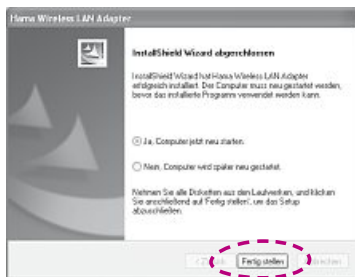 Hama Wireless LAN Adapter
InstallShield Wizard abgeschlossen
InstallShield Wizard hat Hama Wireless LAN Adapter
erfolgreich installiert. Der Computer muss neu gestartet werden,
bevor das installierte Programm verwendet werden kann.
Ja, Computer jetzt neu starten.
Nein, Computer wird später neu gestartet.
Nehmen Sie alle Disketten aus den Laufwerken, und klicken
Sie anschließend auf 'Fertig stellen', um das Setup
abzuschließen.
< Zurück Fertig stellen Abbrechen